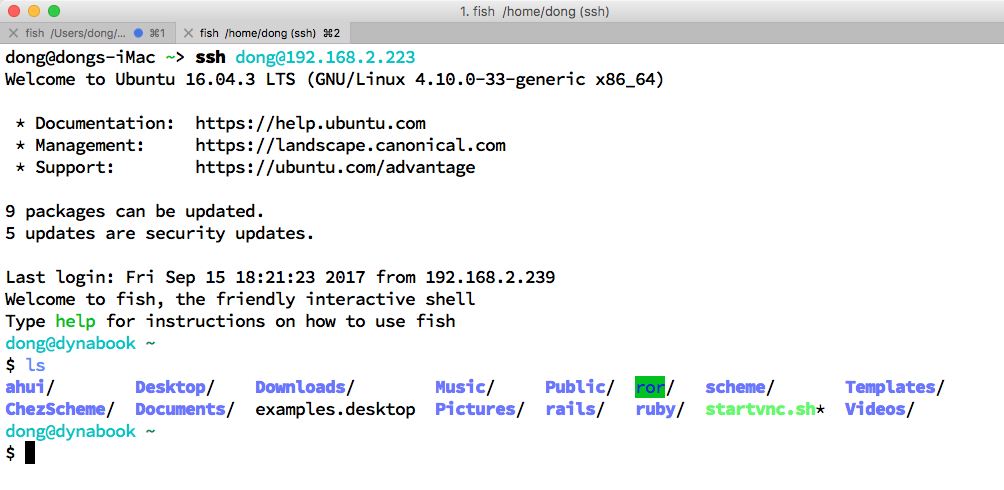 1. fish /home/dong (ssh)
fish /Users/dong/... ⌘1 fish /home/dong (ssh) ⌘2
dong@dongs-iMac ~> ssh dong@192.168.2.223
Welcome to Ubuntu 16.04.3 LTS (GNU/Linux 4.10.0-33-generic x86_64)
* Documentation: https://help.ubuntu.com
* Management: https://landscape.canonical.com
* Support: https://ubuntu.com/advantage
9 packages can be updated.
5 updates are security updates.
Last login: Fri Sep 15 18:21:23 2017 from 192.168.2.239
Welcome to fish, the friendly interactive shell
Type help for instructions on how to use fish
dong@dynabook ~
$ ls
ahui/ Desktop/ Downloads/ Music/ Public/ ror/ scheme/ Templates/
ChezScheme/ Documents/ examples.desktop Pictures/ rails/ ruby/ startvnc.sh* Videos/
dong@dynabook ~
$